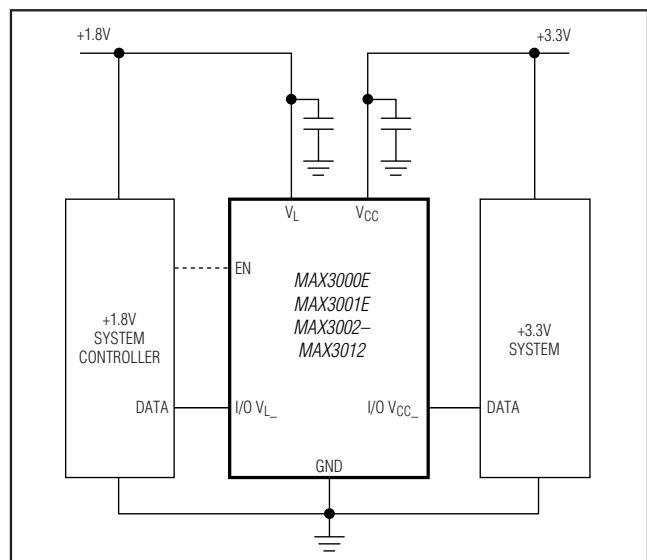 +1.8V
+3.3V
VL
VCC
EN
MAX3000E
MAX3001E
MAX3002–
MAX3012
+1.8V
SYSTEM
CONTROLLER
+3.3V
SYSTEM
DATA
I/O VL_
I/O VCC_
DATA
GND